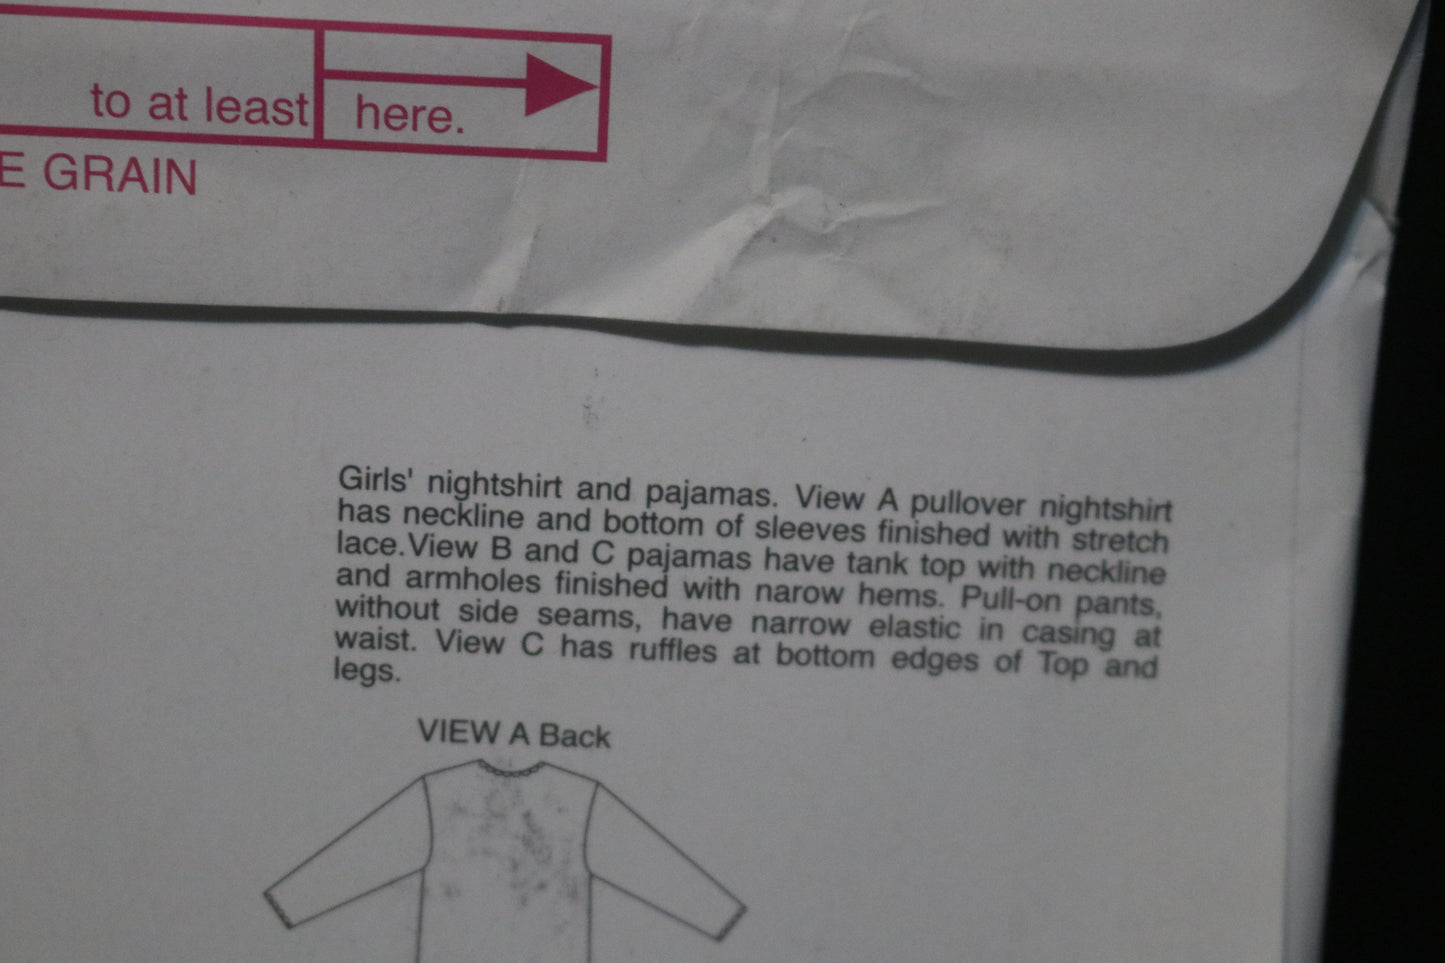 to at least here.
E GRAIN
Girls' nightshirt and pajamas. View A pullover nightshirt
has neckline and bottom of sleeves finished with stretch
lace.View B and C pajamas have tank top with neckline
and armholes finished with narow hems. Pull-on pants,
without side seams, have narrow elastic in casing at
waist. View C has ruffles at bottom edges of Top and
legs.
VIEW A Back